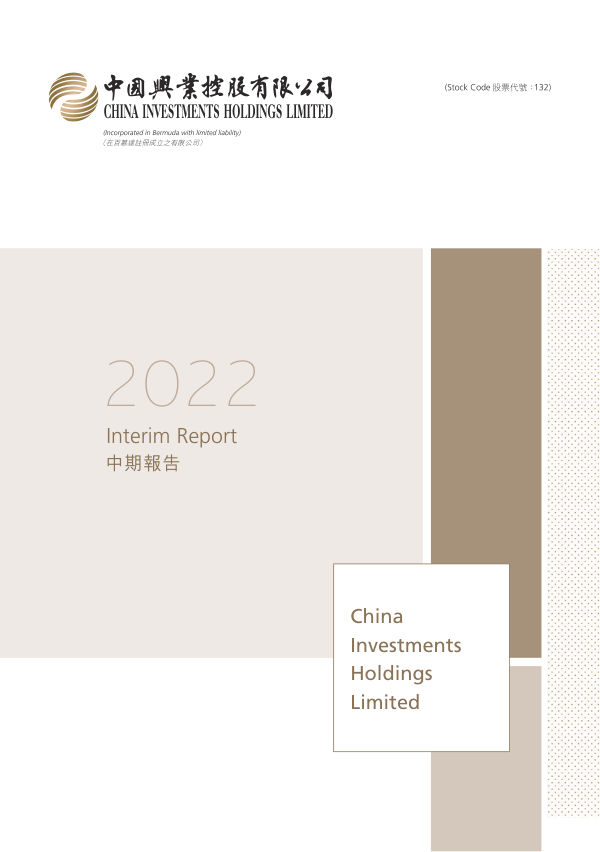 中國興業控股有限公司
CHINA INVESTMENTS HOLDINGS LIMITED
(Incorporated in Bermuda with limited liability)
(在百慕達註冊成立之有限公司)
(Stock Code 股票代號：132)
2022
Interim Report
中期報告
China
Investments
Holdings
Limited